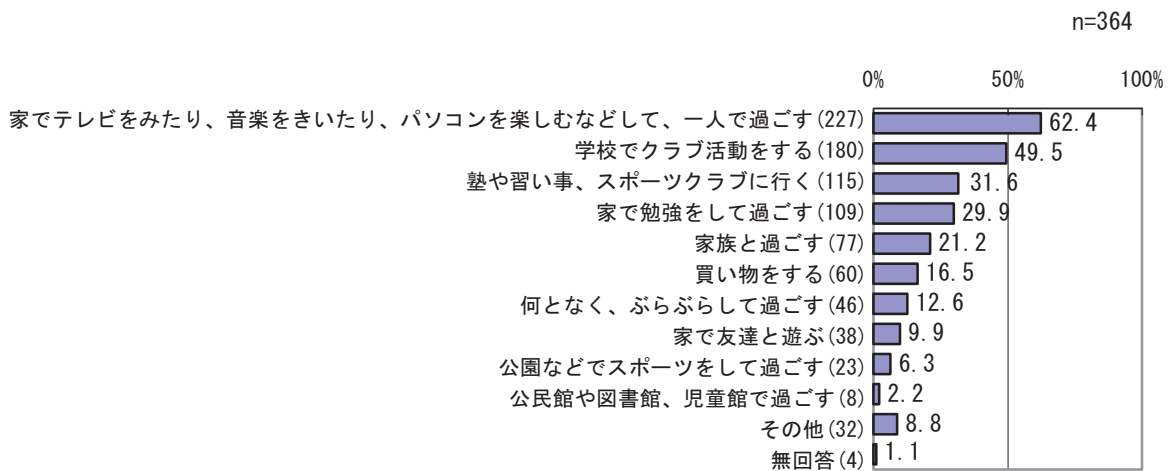 n=364
0% 50% 100%
家でテレビをみたり、音楽をきいたり、パソコンを楽しむなどして、一人で過ごす(227) 62.4
学校でクラブ活動をする(180) 49.5
塾や習い事、スポーツクラブに行く(115) 31.6
家で勉強をして過ごす(109) 29.9
家族と過ごす(77) 21.2
買い物をする(60) 16.5
何となく、ぶらぶらして過ごす(46) 12.6
家で友達と遊ぶ(38) 9.9
公園などでスポーツをして過ごす(23) 6.3
公民館や図書館、児童館で過ごす(8) 2.2
その他(32) 8.8
無回答(4) 1.1